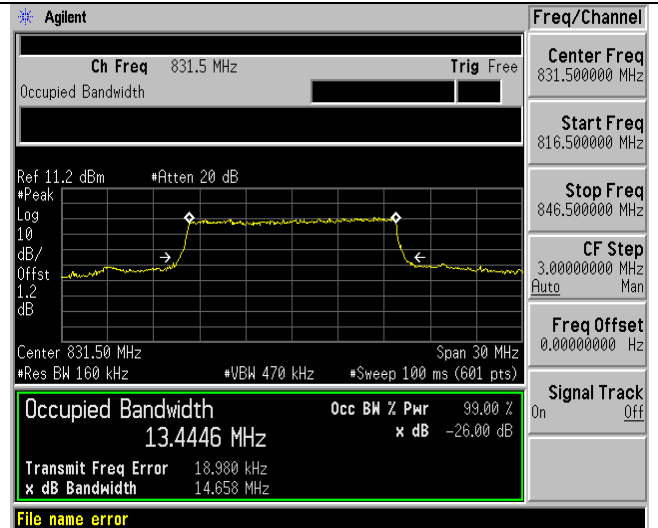 Agilent
Freq/Channel
Ch Freq 831.5 MHz Trig Free
Occupied Bandwidth
Center Freq
831.500000 MHz
Start Freq
816.500000 MHz
Stop Freq
846.500000 MHz
CF Step
3.00000000 MHz
Auto Man
Freq Offset
0.00000000 Hz
Signal Track
On Off
Ref 11.2 dBm #Atten 20 dB
#Peak
Log
10
dB/
Offst
1.2
dB
Center 831.50 MHz Span 30 MHz
#Res BW 160 kHz #VBW 470 kHz #Sweep 100 ms (601 pts)
Occupied Bandwidth Occ BW % Pwr 99.00 %
13.4446 MHz x dB -26.00 dB
Transmit Freq Error 18.980 kHz
x dB Bandwidth 14.658 MHz
File name error